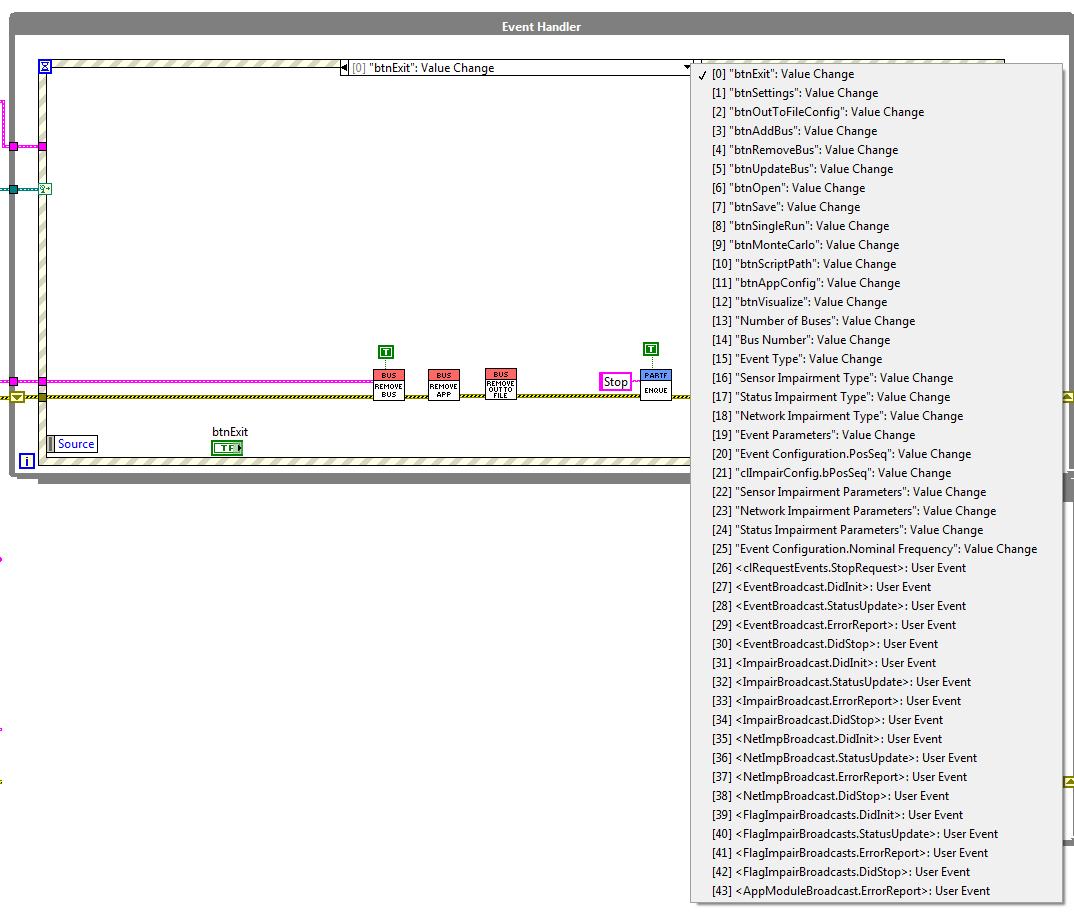 Event Handler
[0] "btnExit": Value Change
[0] "btnExit": Value Change
[1] "btnSettings": Value Change
[2] "btnOutToFileConfig": Value Change
[3] "btnAddBus": Value Change
[4] "btnRemoveBus": Value Change
[5] "btnUpdateBus": Value Change
[6] "btnOpen": Value Change
[7] "btnSave": Value Change
[8] "btnSingleRun": Value Change
[9] "btnMonteCarlo": Value Change
[10] "btnScriptPath": Value Change
[11] "btnAppConfig": Value Change
[12] "btnVisualize": Value Change
[13] "Number of Buses": Value Change
[14] "Bus Number": Value Change
[15] "Event Type": Value Change
[16] "Sensor Impairment Type": Value Change
[17] "Status Impairment Type": Value Change
[18] "Network Impairment Type": Value Change
[19] "Event Parameters": Value Change
[20] "Event Configuration.PosSeq": Value Change
[21] "clImpairConfig.bPosSeq": Value Change
[22] "Sensor Impairment Parameters": Value Change
[23] "Network Impairment Parameters": Value Change
[24] "Status Impairment Parameters": Value Change
[25] "Event Configuration.Nominal Frequency": Value Change
[26] <clRequestEvents.StopRequest>: User Event
[27] <EventBroadcast.DidInit>: User Event
[28] <EventBroadcast.StatusUpdate>: User Event
[29] <EventBroadcast.ErrorReport>: User Event
[30] <EventBroadcast.DidStop>: User Event
[31] <ImpairBroadcast.DidInit>: User Event
[32] <ImpairBroadcast.StatusUpdate>: User Event
[33] <ImpairBroadcast.ErrorReport>: User Event
[34] <ImpairBroadcast.DidStop>: User Event
[35] <NetImpBroadcast.DidInit>: User Event
[36] <NetImpBroadcast.StatusUpdate>: User Event
[37] <NetImpBroadcast.ErrorReport>: User Event
[38] <NetImpBroadcast.DidStop>: User Event
[39] <FlagImpairBroadcasts.DidInit>: User Event
[40] <FlagImpairBroadcasts.StatusUpdate>: User Event
[41] <FlagImpairBroadcasts.ErrorReport>: User Event
[42] <FlagImpairBroadcasts.DidStop>: User Event
[43] <AppModuleBroadcast.ErrorReport>: User Event
T
T
BUS
REMOVE
BUS
BUS
REMOVE
APP
BUS
REMOVE
OUT TO
FILE
Stop
PARTF
ENQUE
Source
btnExit
TF
i